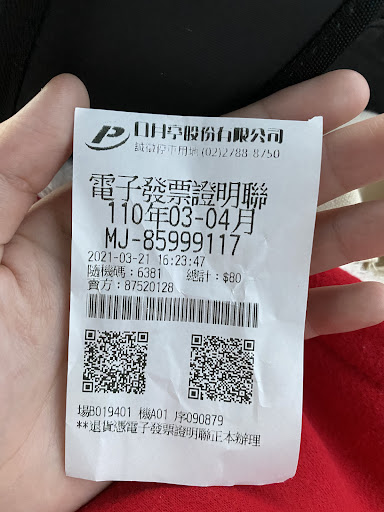 日月亭股份有限公司
誠徵停車用地(02)2788-8750
電子發票證明聯
110年03-04月
MJ-85999117
2021-03-21 16:23:47
隨機碼：6381 總計：$80
賣方：87520128
場B019401 機A01 序090879
**退貨憑電子發票證明聯正本辦理